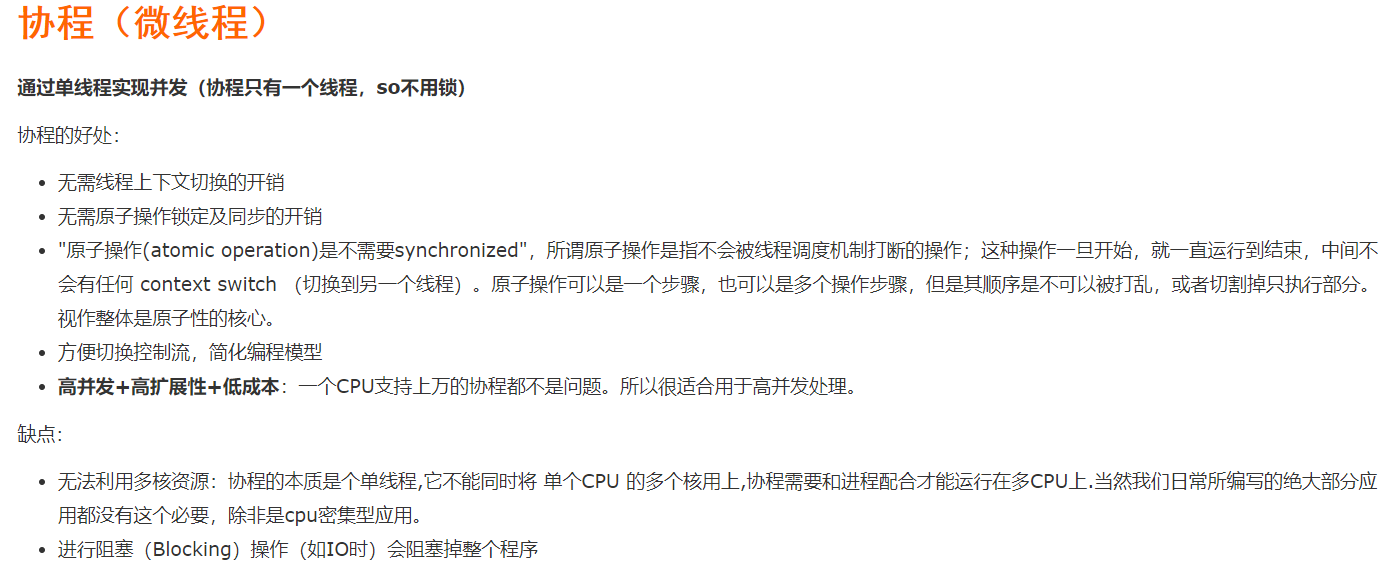 协程（微线程）
通过单线程实现并发（协程只有一个线程，so不用锁）
协程的好处：
• 无需线程上下文切换的开销
• 无需原子操作锁定及同步的开销
• "原子操作(atomic operation)是不需要synchronized"，所谓原子操作是指不会被线程调度机制打断的操作；这种操作一旦开始，就一直运行到结束，中间不
会有任何 context switch （切换到另一个线程）。原子操作可以是一个步骤，也可以是多个操作步骤，但是其顺序是不可以被打乱，或者切割掉只执行部分。
视作整体是原子性的核心。
• 方便切换控制流，简化编程模型
• 高并发+高扩展性+低成本：一个CPU支持上万的协程都不是问题。所以很适合用于高并发处理。
缺点：
• 无法利用多核资源：协程的本质是个单线程,它不能同时将 单个CPU 的多个核用上,协程需要和进程配合才能运行在多CPU上.当然我们日常所编写的绝大部分应
用都没有这个必要，除非是cpu密集型应用。
• 进行阻塞（Blocking）操作（如IO时）会阻塞掉整个程序